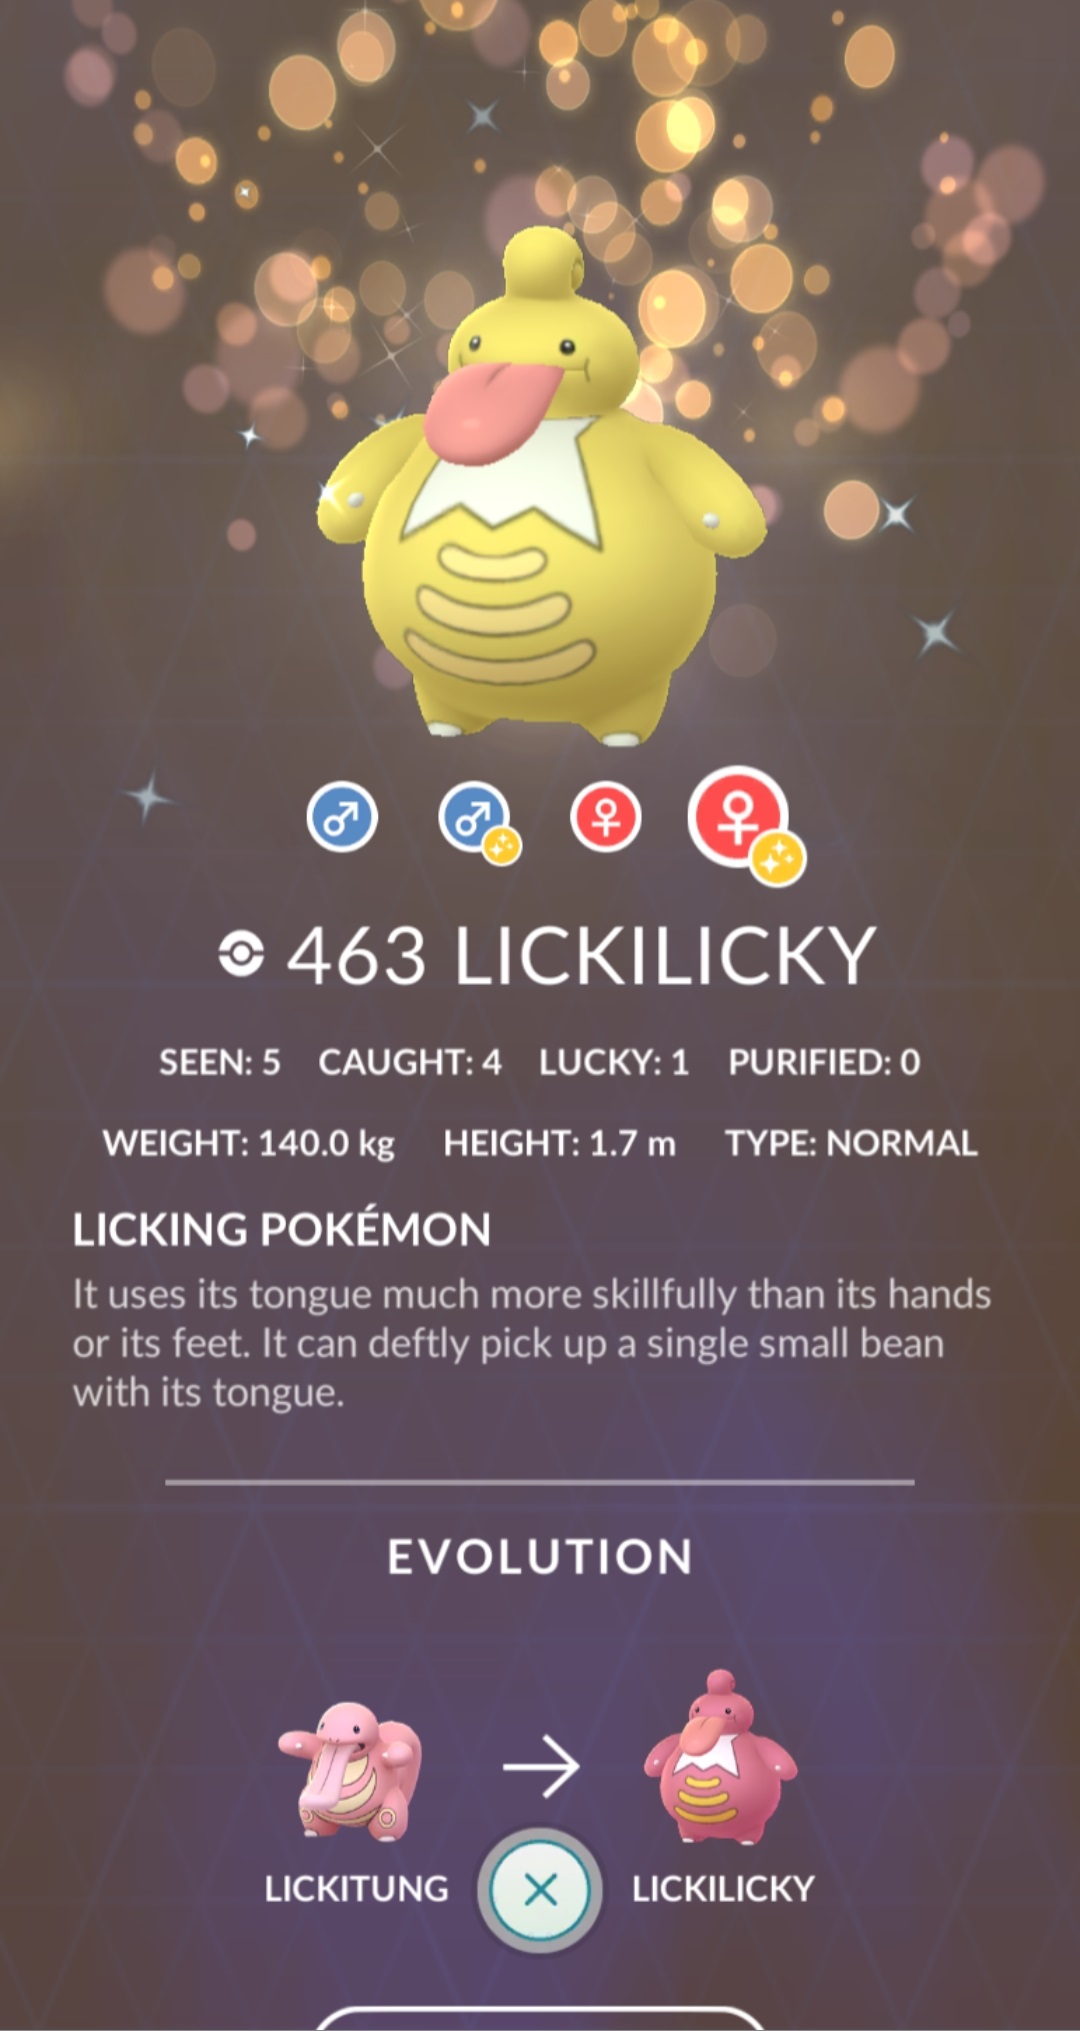 463 LICKILICKY
SEEN: 5 CAUGHT: 4 LUCKY: 1 PURIFIED: 0
WEIGHT: 140.0 kg HEIGHT: 1.7 m TYPE: NORMAL
LICKING POKÉMON
It uses its tongue much more skillfully than its hands
or its feet. It can deftly pick up a single small bean
with its tongue.
EVOLUTION
LICKITUNG LICKILICKY